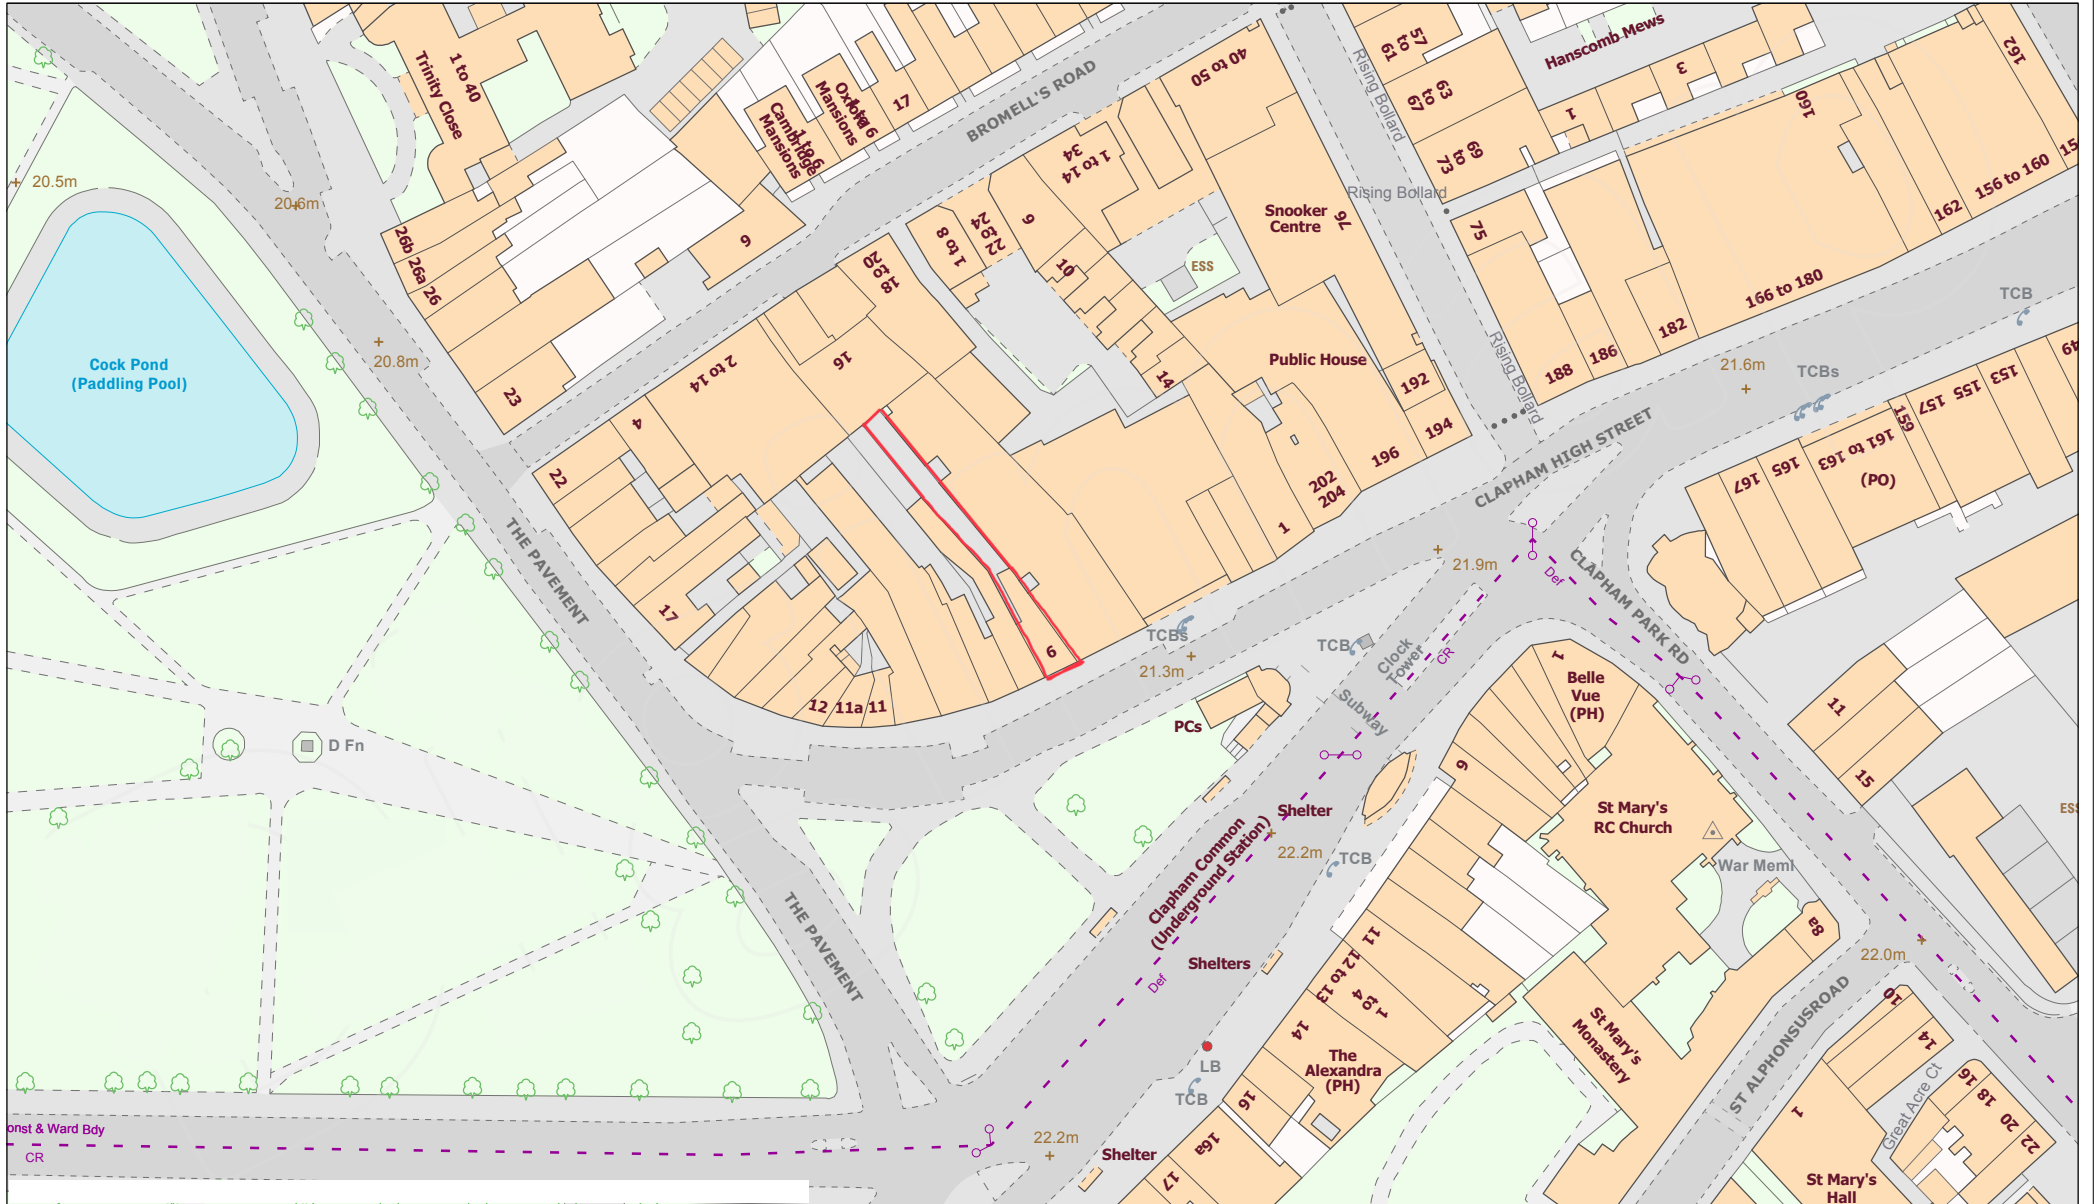 Trinity Close
1 to 40
Cambridge
Mansions
1 to 6
Oxford
Mansions
1 to 6
17
BROMELL'S ROAD
40 to 50
Rising Bollard
57
to
61
63
to
67
69
to
73
Hanscomb Mews
3
1
160
162
15
156 to 160
162
20.5m
20.6m
26b
26a
26
9
1 to 8
22
to
24
9
1 to 14
34
10
Snooker
Centre
76
Rising Bollard
75
ESS
18
to
20
166 to 180
182
186
188
TCB
Cock Pond
(Paddling Pool)
20.8m
23
2 to 14
16
14
Public House
192
194
196
202
204
1
Rising Bollard
21.6m
TCBs
49
153
155
157
159
161 to 163
(PO)
165
167
CLAPHAM HIGH STREET
22
4
THE PAVEMENT
17
12
11a
11
6
TCBs
21.3m
21.9m
Def
CLAPHAM PARK RD
TCB
Clock
Tower
CR
Subway
PCs
1
Belle
Vue
(PH)
11
15
ESS
D Fn
9
Shelter
22.2m
TCB
Clapham Common
(Underground Station)
Shelters
Def
St Mary's
RC Church
War Meml
8a
22.0m
THE PAVEMENT
11
12 to 13
1
to
4
14
The
Alexandra
(PH)
St Mary's
Monastery
ST ALPHONSUSROAD
10
14
16
18
20
22
Great Acre Ct
1
St Mary's
Hall
LB
TCB
16
16a
17
22.2m
Shelter
onst & Ward Bdy
CR